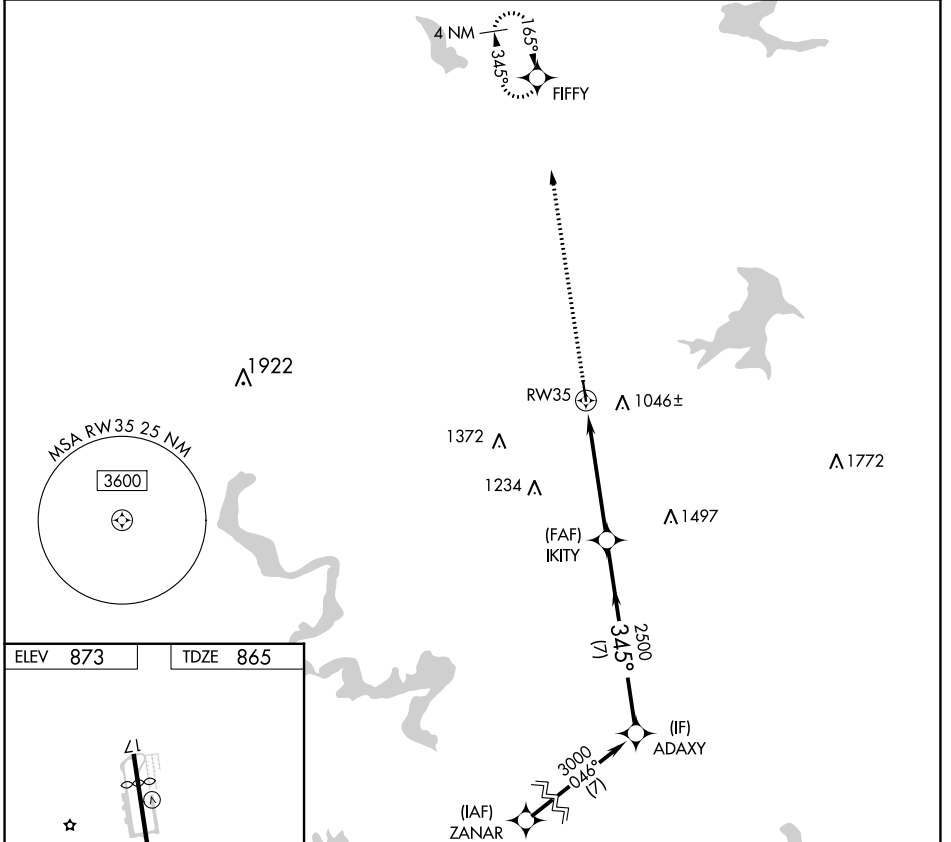 4 NM
165°
345°
FIFFY
1922
RW35
1046±
MSA RW35 25 NM
3600
1372
1772
1234
1497
(FAF)
IKITY
2500
345°
(7)
ELEV 873
TDZE 865
(IF)
ADAXY
3000
046°
(7)
17
(IAF)
ZANAR